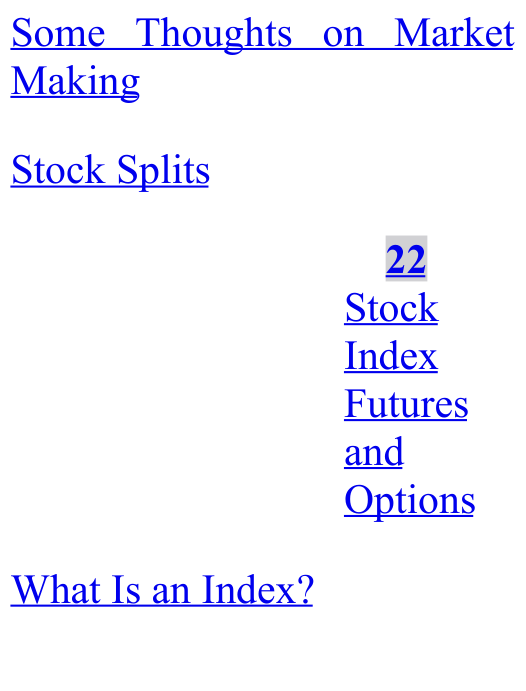 Some Thoughts on Market
Making
Stock Splits
22
Stock
Index
Futures
and
Options
What Is an Index?